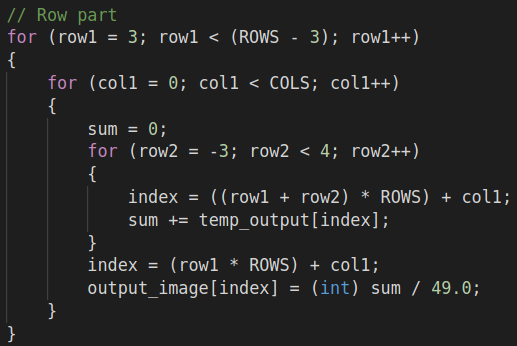 // Row part
for (row1 = 3; row1 < (ROWS - 3); row1++)
{
    for (col1 = 0; col1 < COLS; col1++)
    {
        sum = 0;
        for (row2 = -3; row2 < 4; row2++)
        {
            index = ((row1 + row2) * ROWS) + col1;
            sum += temp_output[index];
        }
        index = (row1 * ROWS) + col1;
        output_image[index] = (int) sum / 49.0;
    }
}